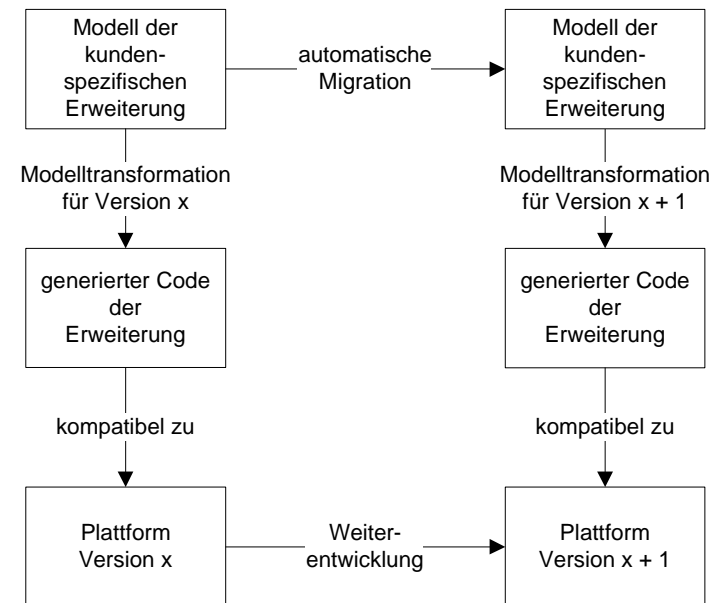 Modell der
kunden-
spezifischen
Erweiterung
automatische
Migration
Modell der
kunden-
spezifischen
Erweiterung
Modelltransformation
für Version x
Modelltransformation
für Version x + 1
generierter Code
der
Erweiterung
generierter Code
der
Erweiterung
kompatibel zu
kompatibel zu
Plattform
Version x
Weiter-
entwicklung
Plattform
Version x + 1